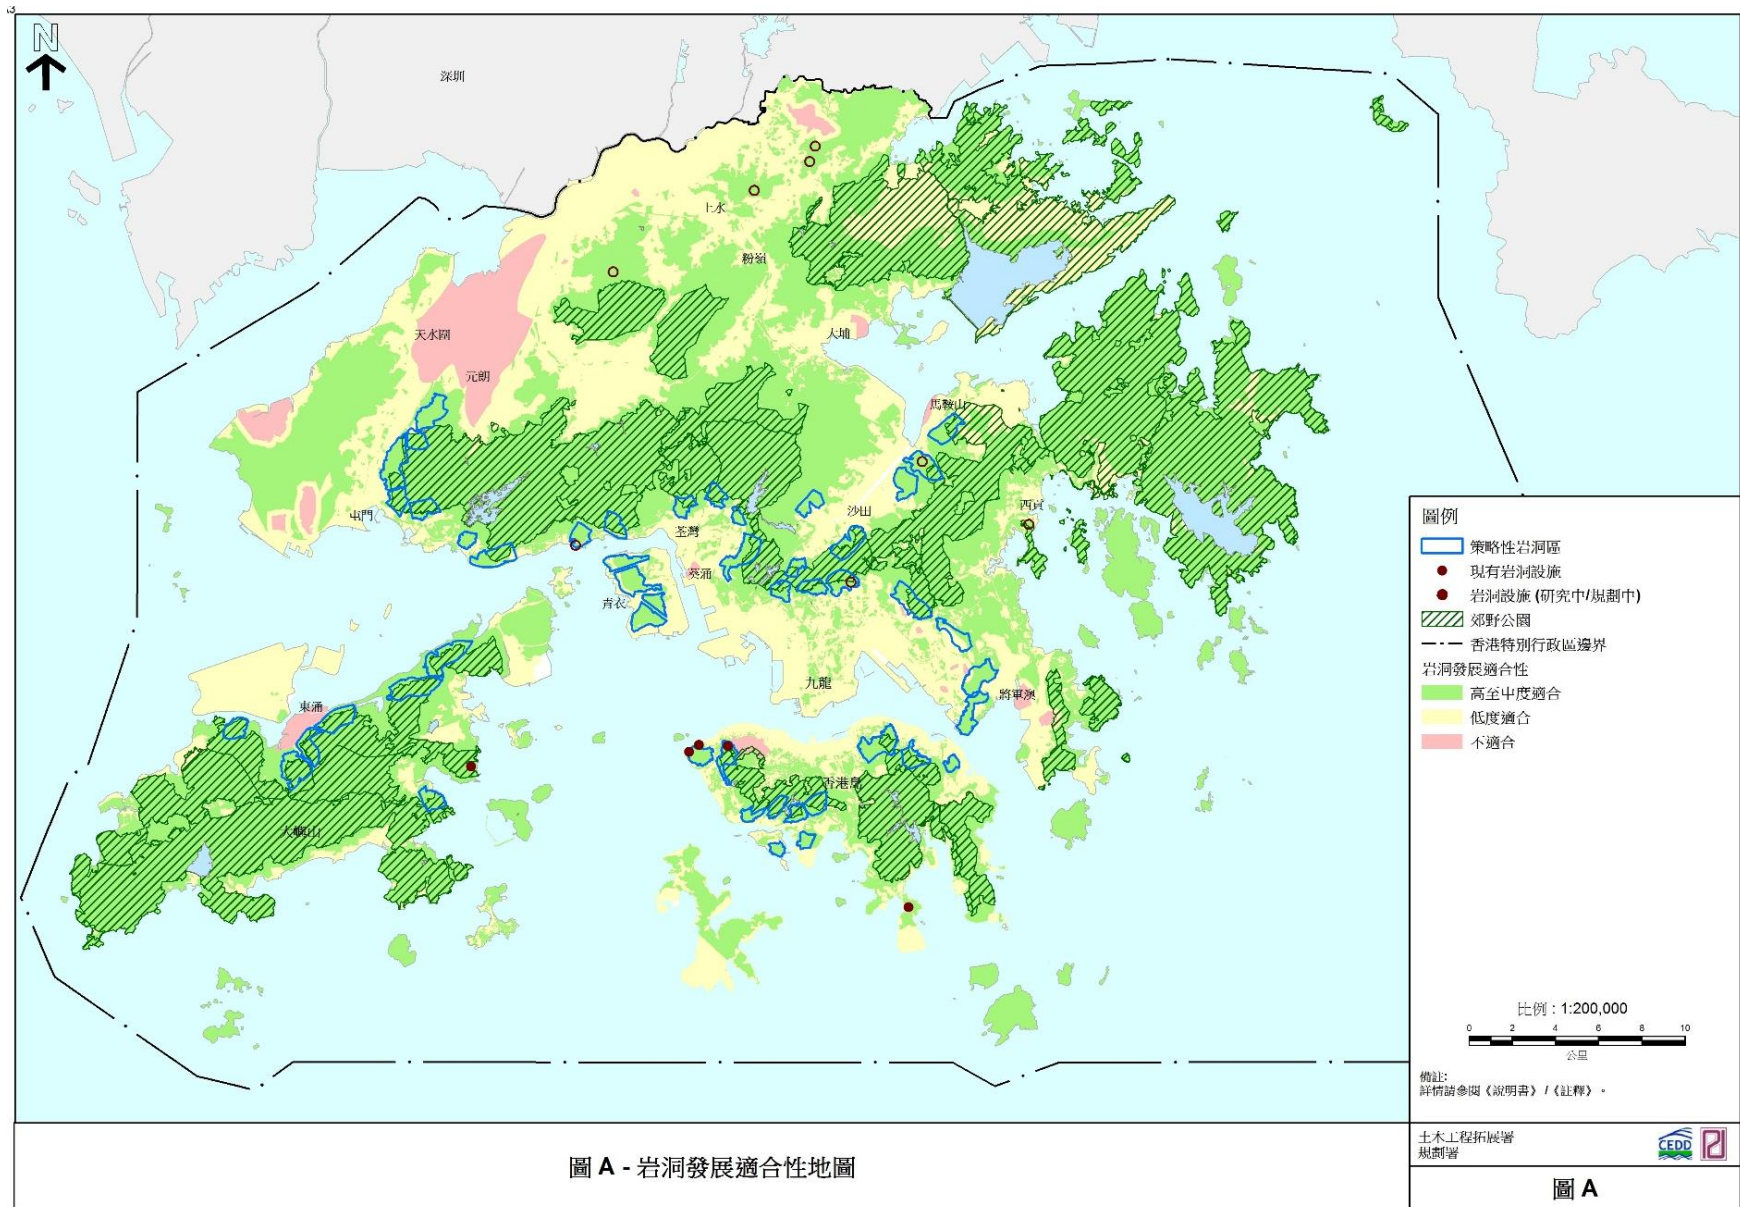 N
深圳
上水
粉嶺
天水圍
大埔
元朗
馬鞍山
屯門
荃灣
沙田
西貢
葵涌
青衣
九龍
東涌
將軍澳
香港島
大嶼山
圖例
策略性岩洞區
現有岩洞設施
岩洞設施 (研究中/規劃中)
郊野公園
香港特別行政區邊界
岩洞發展適合性
高至中度適合
低度適合
不適合
比例 : 1:200,000
0 2 4 6 8 10
公里
備註:
詳情請參閱《說明書》/《註釋》。
土木工程拓展署
規劃署
CEDD
圖 A - 岩洞發展適合性地圖
圖 A